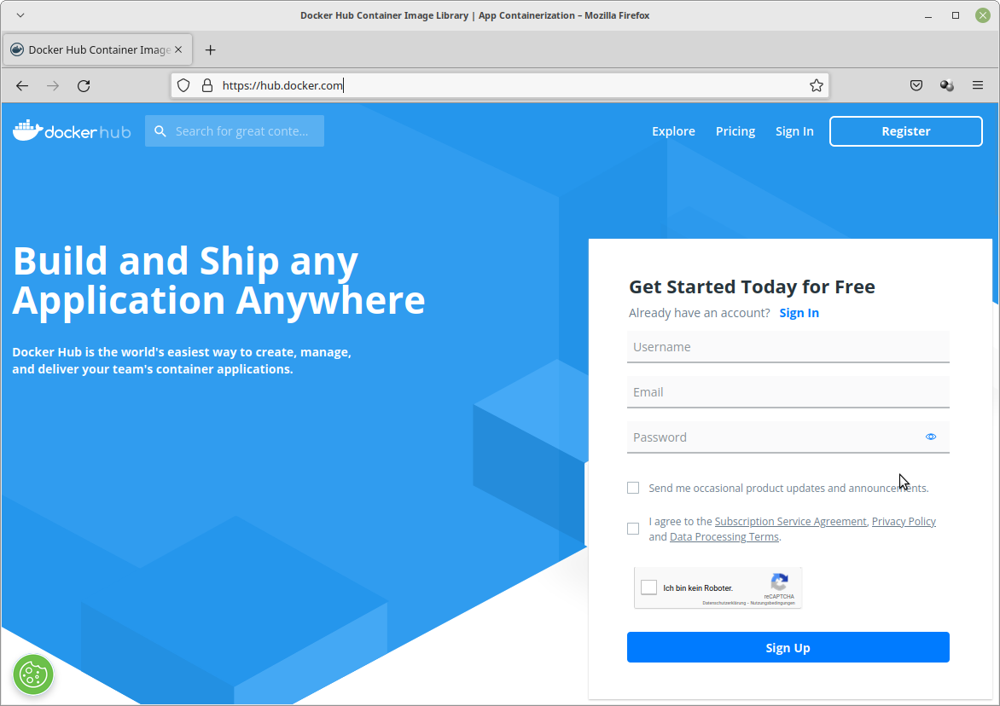 Docker Hub Container Image Library | App Containerization – Mozilla Firefox
Docker Hub Container Image
https://hub.docker.com
docker hub
Search for great conte...
Explore
Pricing
Sign In
Register
Build and Ship any
Application Anywhere
Docker Hub is the world's easiest way to create, manage,
and deliver your team's container applications.
Get Started Today for Free
Already have an account? Sign In
Username
Email
Password
Send me occasional product updates and announcements.
I agree to the Subscription Service Agreement, Privacy Policy
and Data Processing Terms.
Ich bin kein Roboter.
reCAPTCHA
Datenschutzerklärung - Nutzungsbedingungen
Sign Up